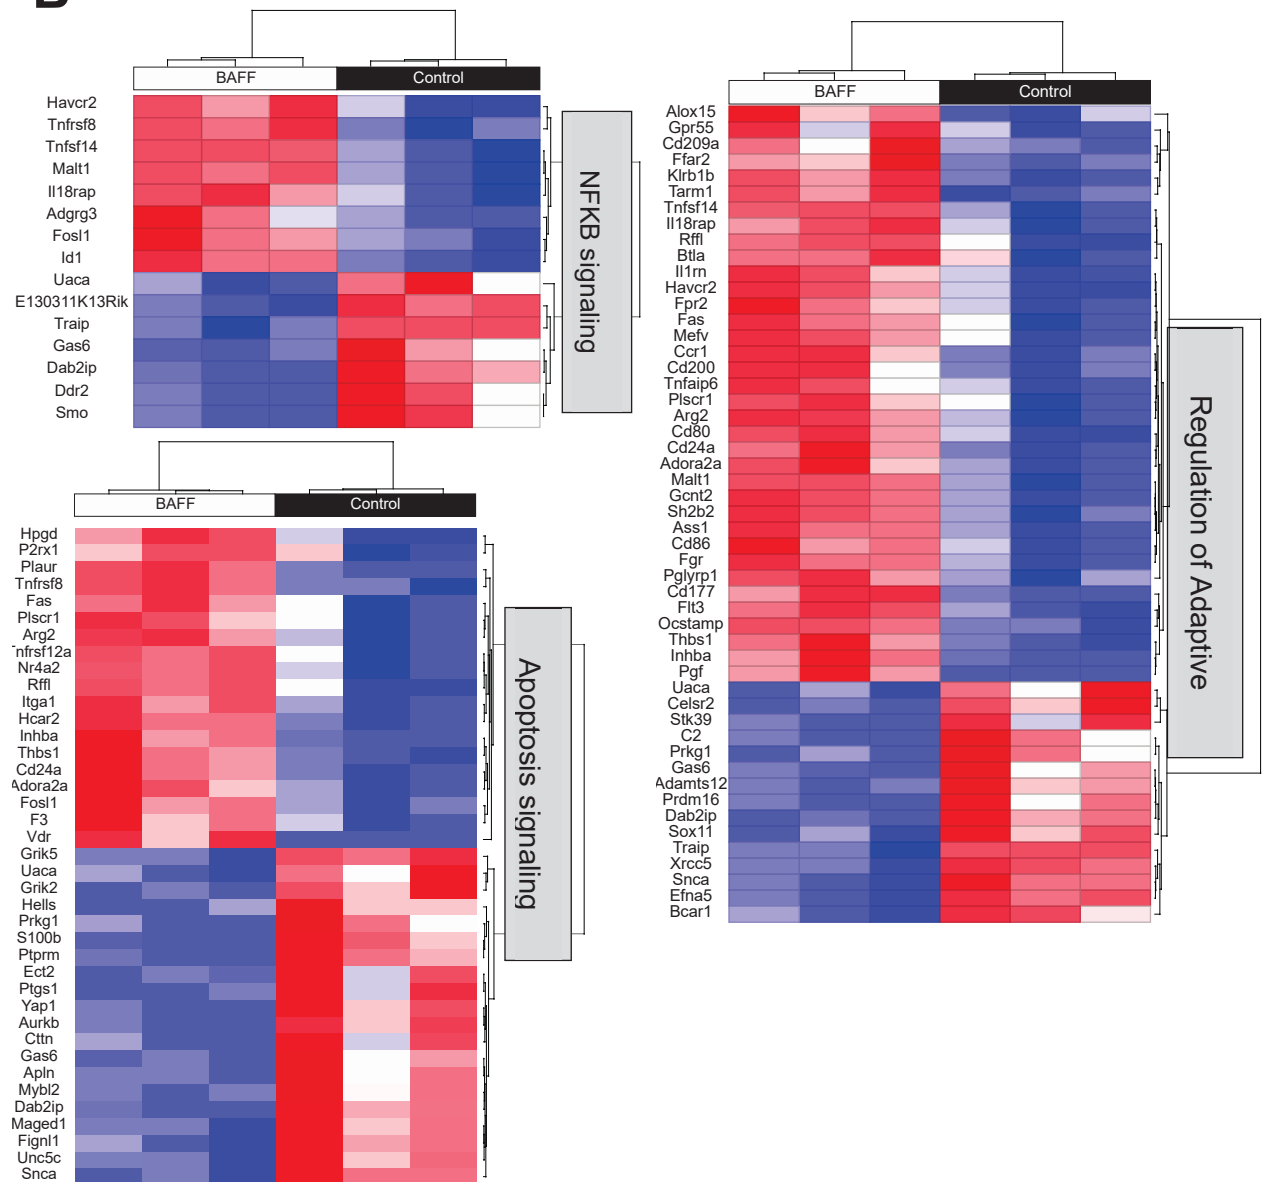 BAFF Control
Havcr2
Tnfrsf8
Tnfsf14
Malt1
Il18rap
Adgrg3
Fosl1
Id1
Uaca
E130311K13Rik
Traip
Gas6
Dab2ip
Ddr2
Smo
NFKB signaling
BAFF Control
Hpgd
P2rx1
Plaur
Tnfrsf8
Fas
Plscr1
Arg2
nfrsf12a
Nr4a2
Rffl
Itga1
Hcar2
Inhba
Thbs1
Cd24a
Adora2a
Fosl1
F3
Vdr
Grik5
Uaca
Grik2
Hells
Prkg1
S100b
Ptprm
Ect2
Ptgs1
Yap1
Aurkb
Cttn
Gas6
Apln
Mybl2
Dab2ip
Maged1
Fignl1
Unc5c
Snca
Apoptosis signaling
BAFF Control
Alox15
Gpr55
Cd209a
Ffar2
Klrb1b
Tarm1
Tnfsf14
Il18rap
Rffl
Btla
Il1rn
Havcr2
Fpr2
Fas
Mefv
Ccr1
Cd200
Tnfaip6
Plscr1
Arg2
Cd80
Cd24a
Adora2a
Malt1
Gcnt2
Sh2b2
Ass1
Cd86
Fgr
Pglyrp1
Cd177
Flt3
Ocstamp
Thbs1
Inhba
Pgf
Uaca
Celsr2
Stk39
C2
Prkg1
Gas6
Adamts12
Prdm16
Dab2ip
Sox11
Traip
Xrcc5
Snca
Efna5
Bcar1
Regulation of Adaptive